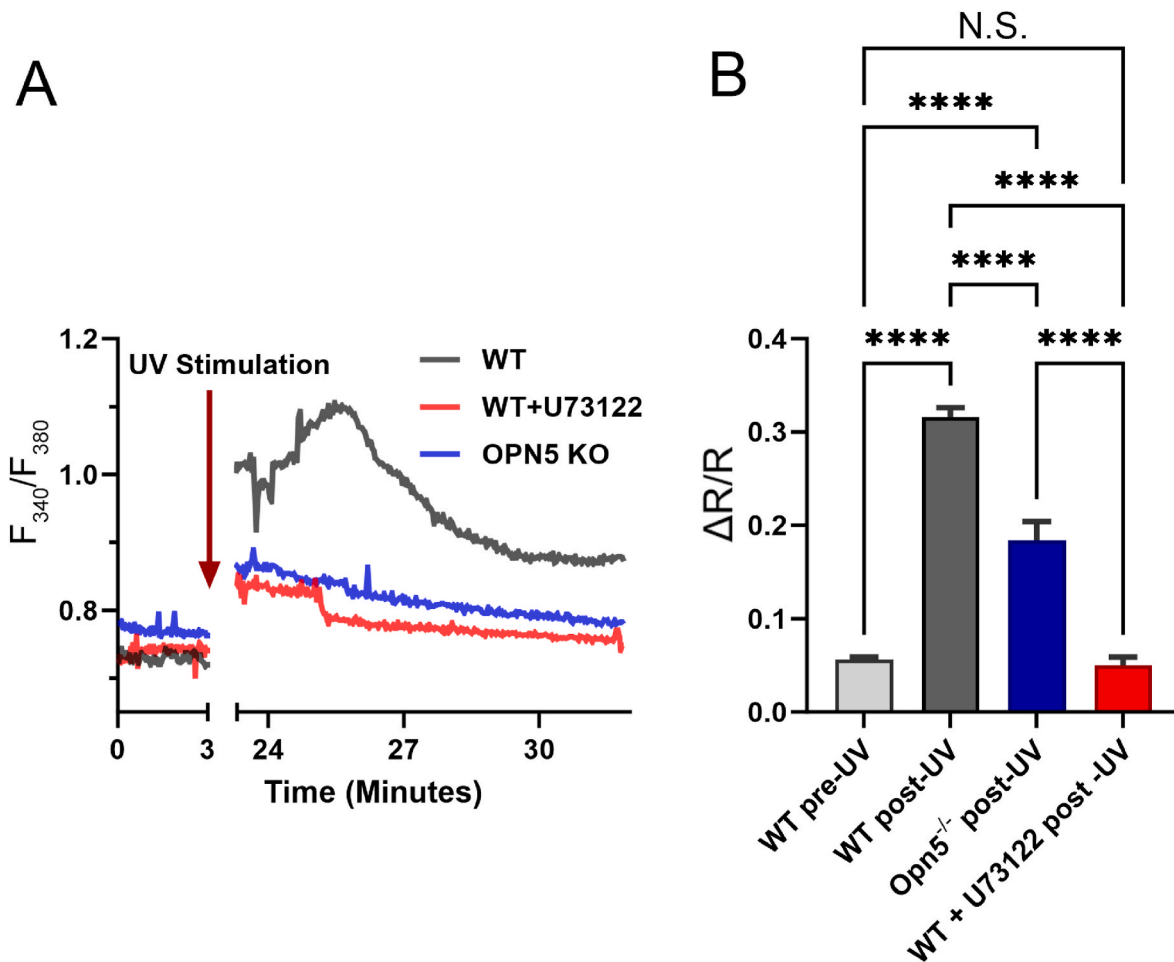 A
B
N.S.
****
****
****
****
****
UV Stimulation
WT
WT+U73122
OPN5 KO
F340/F380
1.2
1.0
0.8
0
3
24
27
30
Time (Minutes)
ΔR/R
0.4
0.3
0.2
0.1
0.0
WT pre-UV
WT post-UV
Opn5-/- post-UV
WT + U73122 post -UV